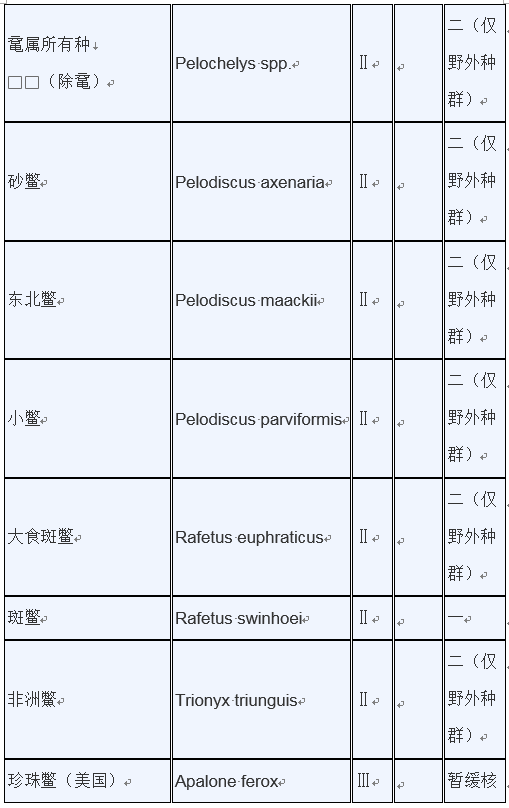 鼋属所有种
□□（除鼋）
Pelochelys spp.
Ⅱ
二（仅
野外种
群）
砂鳖
Pelodiscus axenaria
Ⅱ
二（仅
野外种
群）
东北鳖
Pelodiscus maackii
Ⅱ
二（仅
野外种
群）
小鳖
Pelodiscus parviformis
Ⅱ
二（仅
野外种
群）
大食斑鳖
Rafetus euphraticus
Ⅱ
二（仅
野外种
群）
斑鳖
Rafetus swinhoei
Ⅱ
一
非洲鳖
Trionyx triunguis
Ⅱ
二（仅
野外种
群）
珍珠鳖（美国）
Apalone ferox
Ⅲ
暂缓核